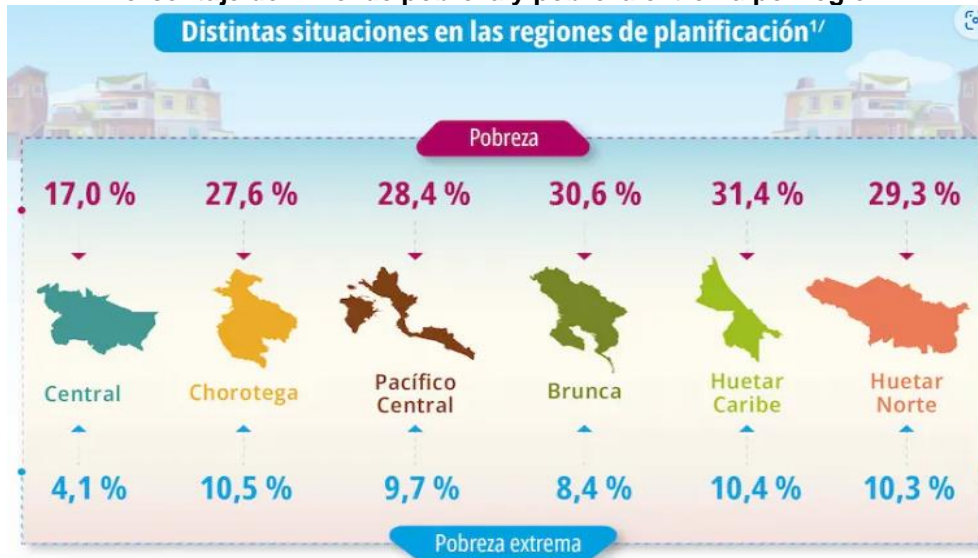 Distintas situaciones en las regiones de planificación¹/
Pobreza
17,0 %
27,6 %
28,4 %
30,6 %
31,4 %
29,3 %
Central
Chorotega
Pacífico
Central
Brunca
Huetar
Caribe
Huetar
Norte
4,1 %
10,5 %
9,7 %
8,4 %
10,4 %
10,3 %
Pobreza extrema